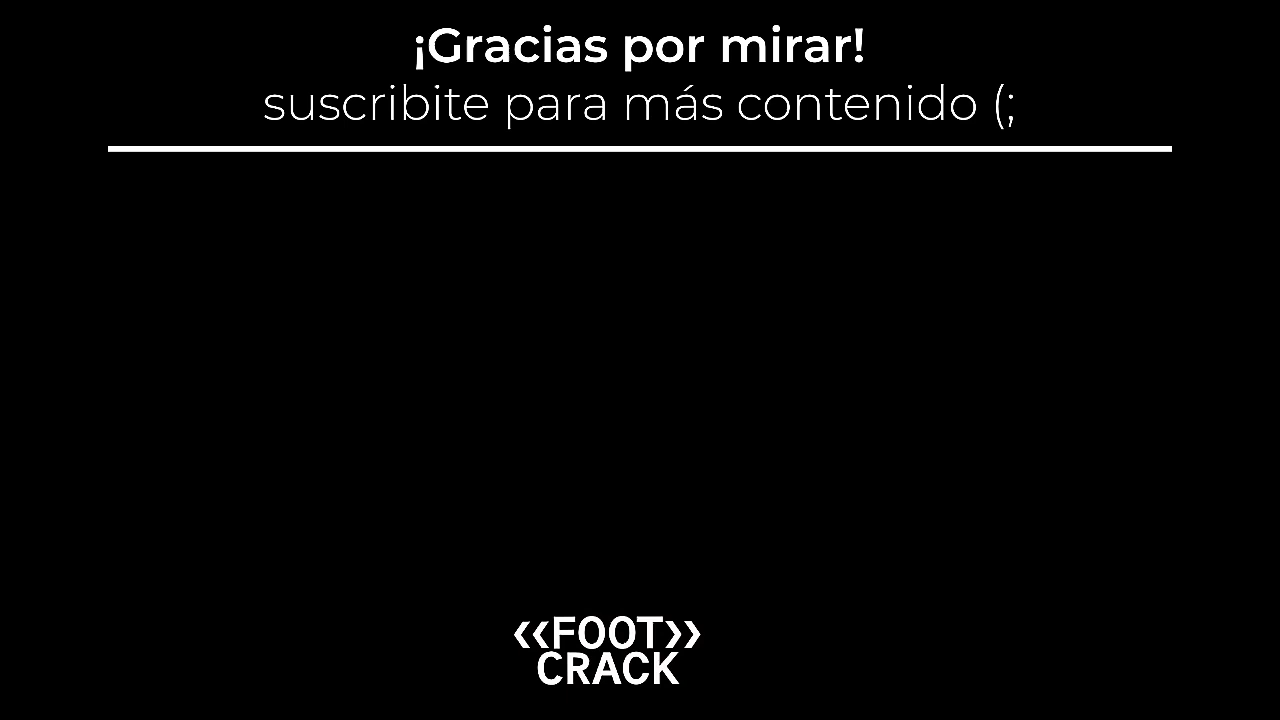 ¡Gracias por mirar!
suscribite para más contenido (;
‹‹FOOT››
CRACK